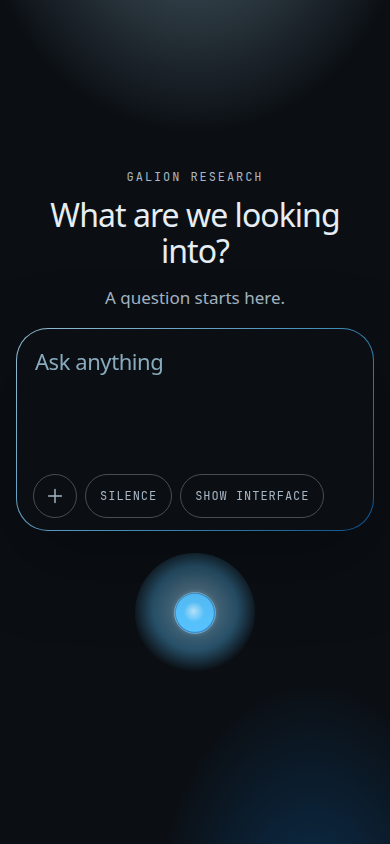 GALION RESEARCH
What are we looking
into?
A question starts here.
Ask anything
SILENCE
SHOW INTERFACE